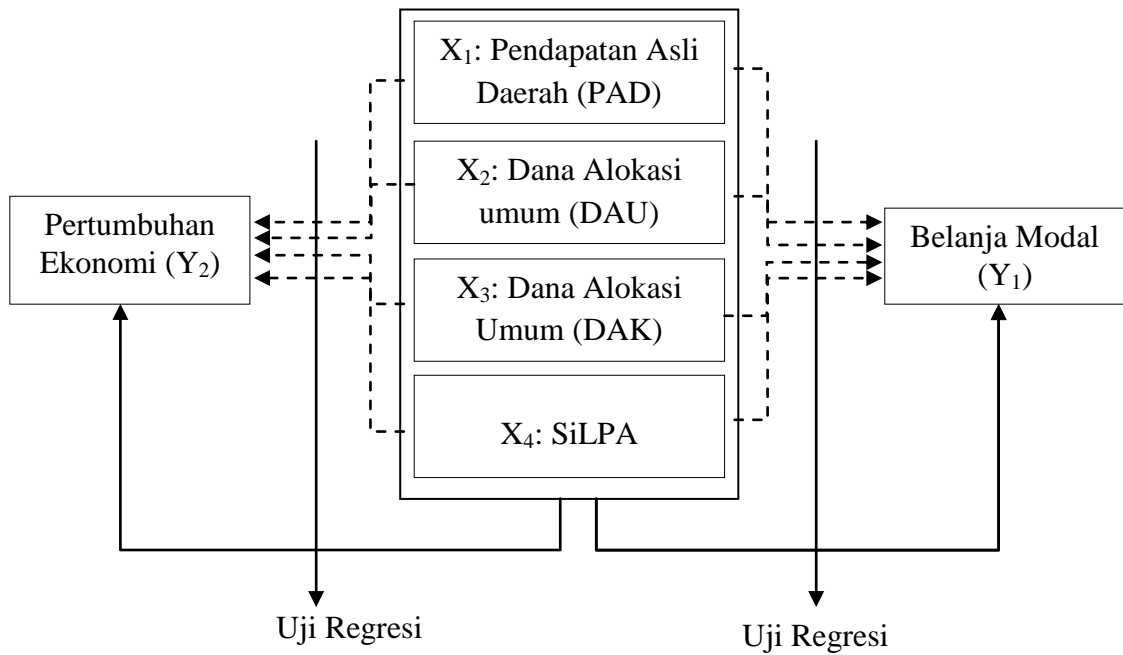 X₁: Pendapatan Asli
Daerah (PAD)
X₂: Dana Alokasi
umum (DAU)
Pertumbuhan
Ekonomi (Y₂)
Belanja Modal
(Y₁)
X₃: Dana Alokasi
Umum (DAK)
X₄: SiLPA
Uji Regresi
Uji Regresi